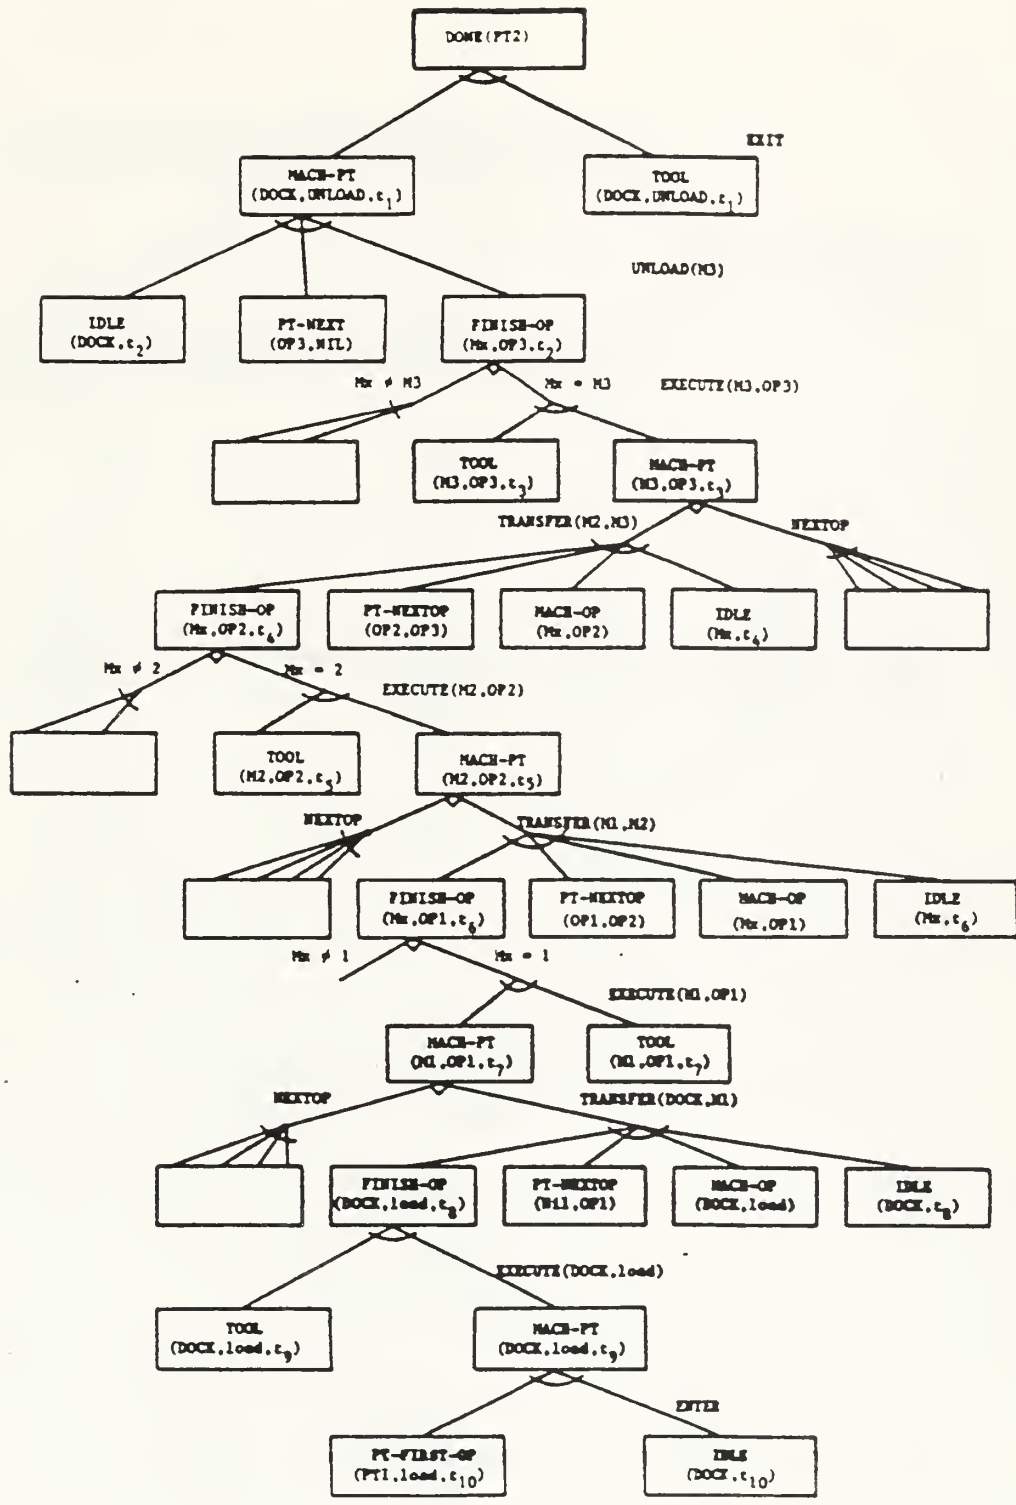 DONE(PT2)
EXIT
MACH-PT
(DOCK,UNLOAD,t1)
TOOL
(DOCK,UNLOAD,t1)
UNLOAD(M3)
IDLE
(DOCK,t2)
PT-NEXT
(OP3,NIL)
FINISH-OP
(Mx,OP3,t2)
Mx ≠ M3
Mx = M3
EXECUTE(M3,OP3)
TOOL
(M3,OP3,t3)
MACH-PT
(M3,OP3,t3)
TRANSFER(M2,M3)
NEXTOP
FINISH-OP
(Mx,OP2,t4)
PT-NEXTOP
(OP2,OP3)
MACH-OP
(Mx,OP2)
IDLE
(Mx,t4)
Mx ≠ 2
Mx = 2
EXECUTE(M2,OP2)
TOOL
(M2,OP2,t5)
MACH-PT
(M2,OP2,t5)
NEXTOP
TRANSFER(M1,M2)
FINISH-OP
(Mx,OP1,t6)
PT-NEXTOP
(OP1,OP2)
MACH-OP
(Mx,OP1)
IDLE
(Mx,t6)
Mx ≠ 1
Mx = 1
EXECUTE(M1,OP1)
MACH-PT
(M1,OP1,t7)
TOOL
(M1,OP1,t7)
NEXTOP
TRANSFER(DOCK,M1)
FINISH-OP
(DOCK,load,t8)
PT-NEXTOP
(Nil,OP1)
MACH-OP
(DOCK,load)
IDLE
(DOCK,t8)
EXECUTE(DOCK,load)
TOOL
(DOCK,load,t9)
MACH-PT
(DOCK,load,t9)
ENTER
PT-FIRST-OP
(PTI,load,t10)
IDLE
(DOCK,t10)